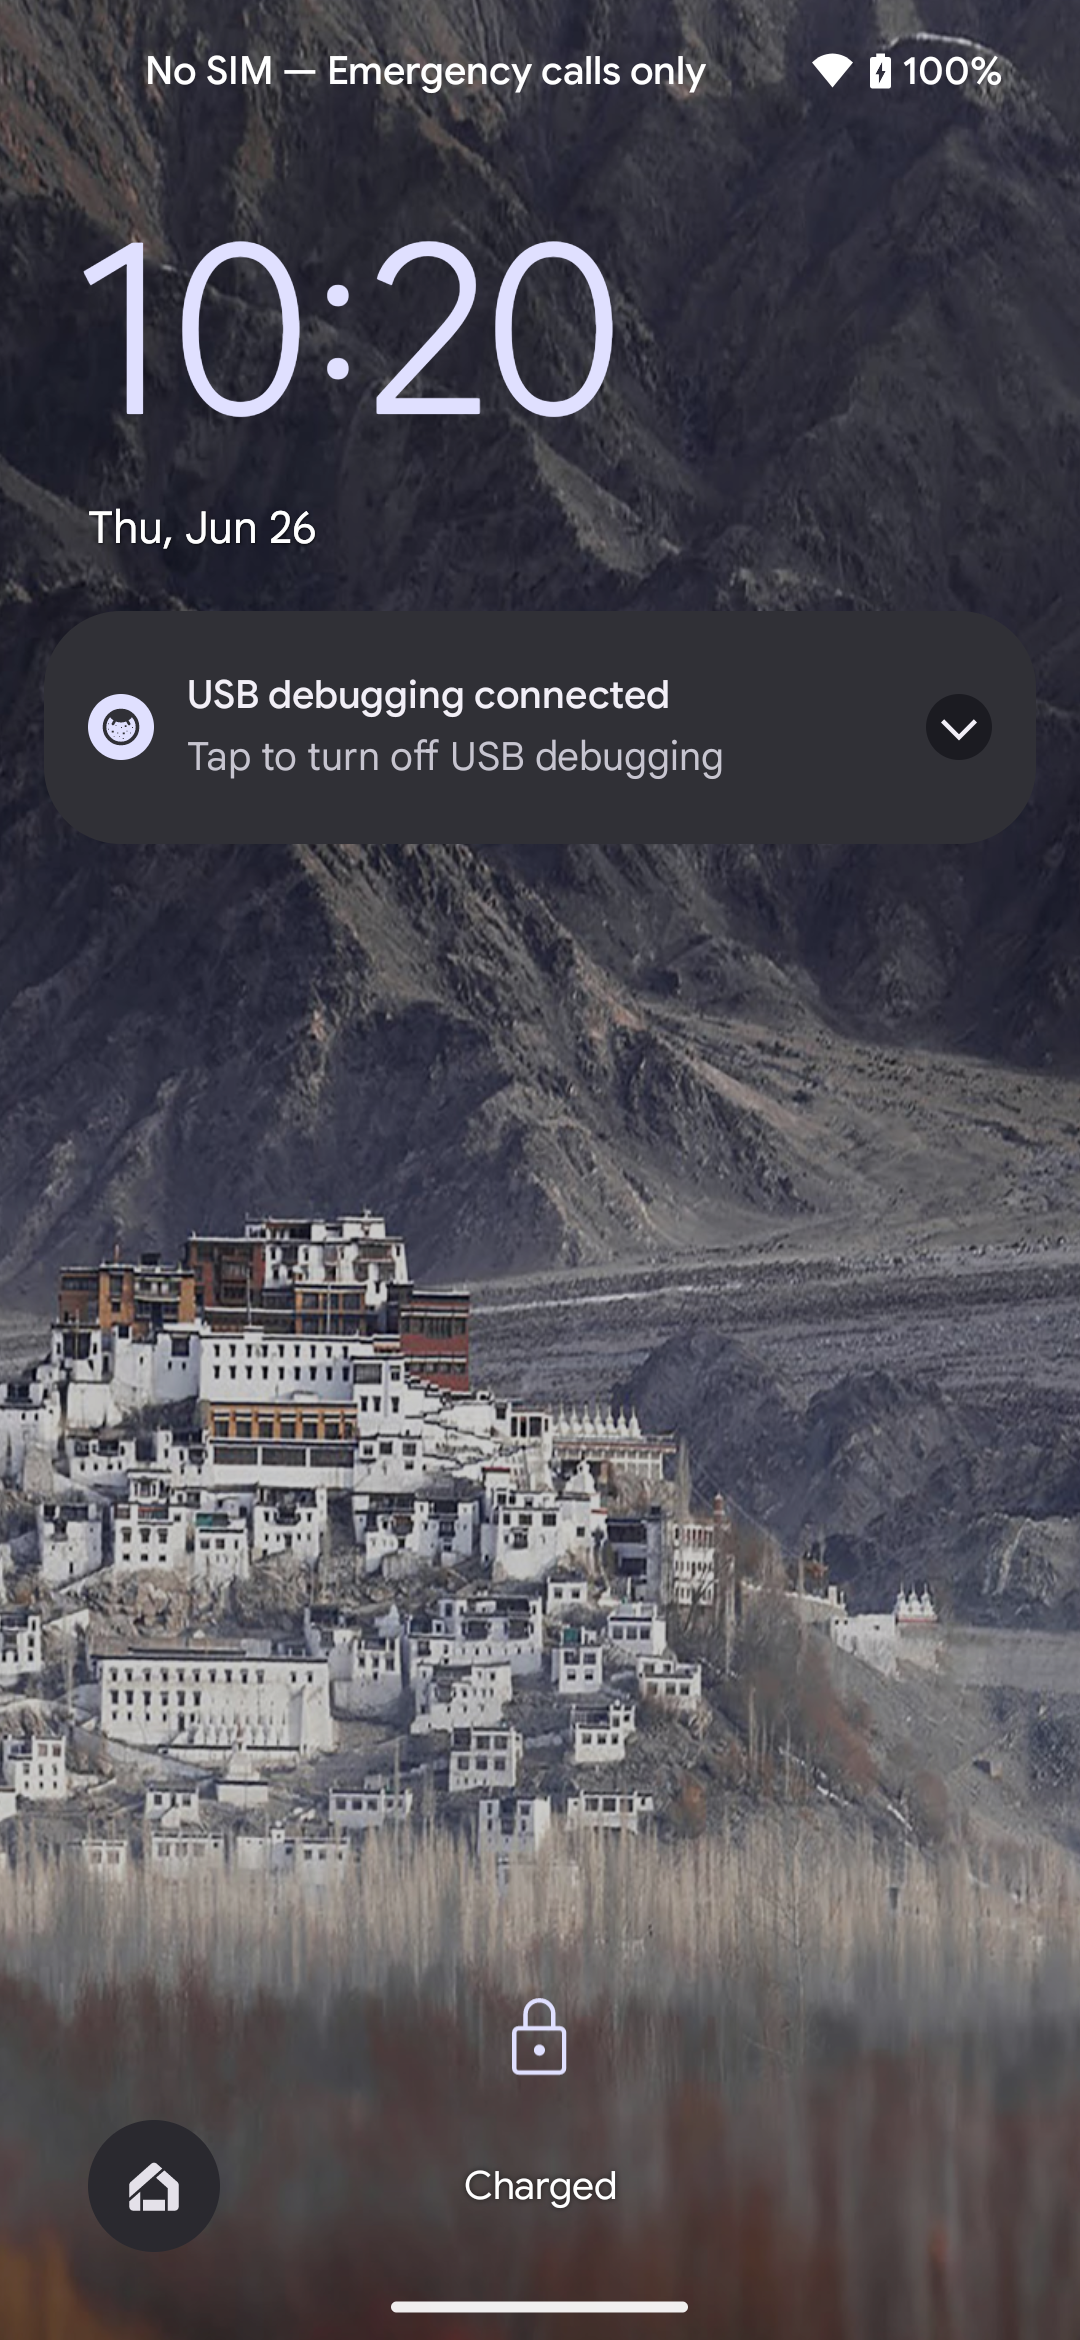 No SIM — Emergency calls only 100%
10:20
Thu, Jun 26
USB debugging connected
Tap to turn off USB debugging
Charged